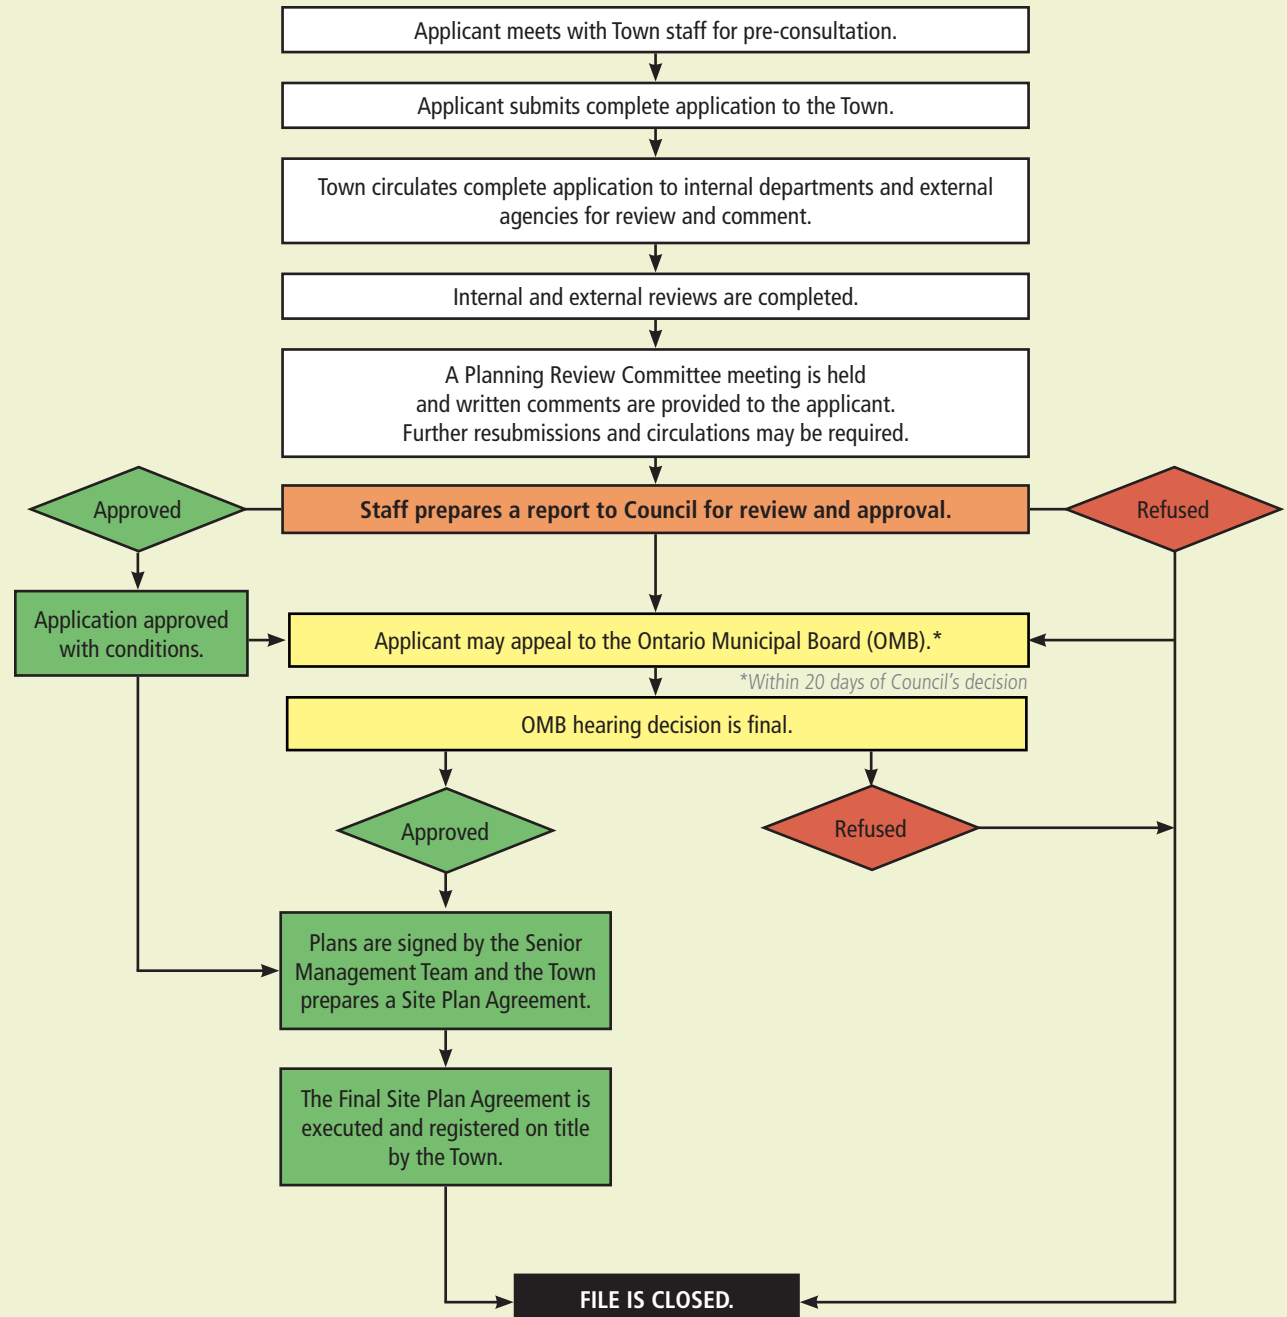 Applicant meets with Town staff for pre-consultation.
Applicant submits complete application to the Town.
Town circulates complete application to internal departments and external
agencies for review and comment.
Internal and external reviews are completed.
A Planning Review Committee meeting is held
and written comments are provided to the applicant.
Further resubmissions and circulations may be required.
Approved
Staff prepares a report to Council for review and approval.
Refused
Application approved
with conditions.
Applicant may appeal to the Ontario Municipal Board (OMB).*
*Within 20 days of Council's decision
OMB hearing decision is final.
Approved
Refused
Plans are signed by the Senior
Management Team and the Town
prepares a Site Plan Agreement.
The Final Site Plan Agreement is
executed and registered on title
by the Town.
FILE IS CLOSED.